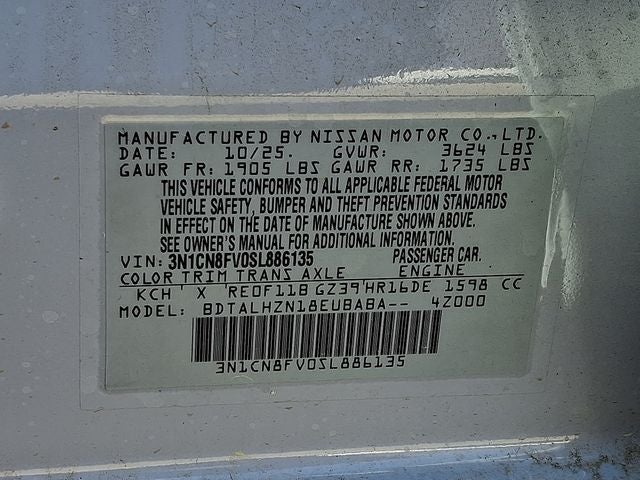 MANUFACTURED BY NISSAN MOTOR CO.,LTD.
DATE: 10/25. GVWR: 3624 LBS
GAWR FR: 1905 LBS GAWR RR: 1735 LBS
THIS VEHICLE CONFORMS TO ALL APPLICABLE FEDERAL MOTOR
VEHICLE SAFETY, BUMPER AND THEFT PREVENTION STANDARDS
IN EFFECT ON THE DATE OF MANUFACTURE SHOWN ABOVE.
SEE OWNER'S MANUAL FOR ADDITIONAL INFORMATION.
VIN: 3N1CN8FV0SL886135 PASSENGER CAR.
COLOR TRIM TRANS AXLE ENGINE
KCH X RE0F11B GZ39 HR16DE 1598 CC
MODEL: BDTALHZN18EUBABA-- 4Z000
3N1CN8FV0SL886135